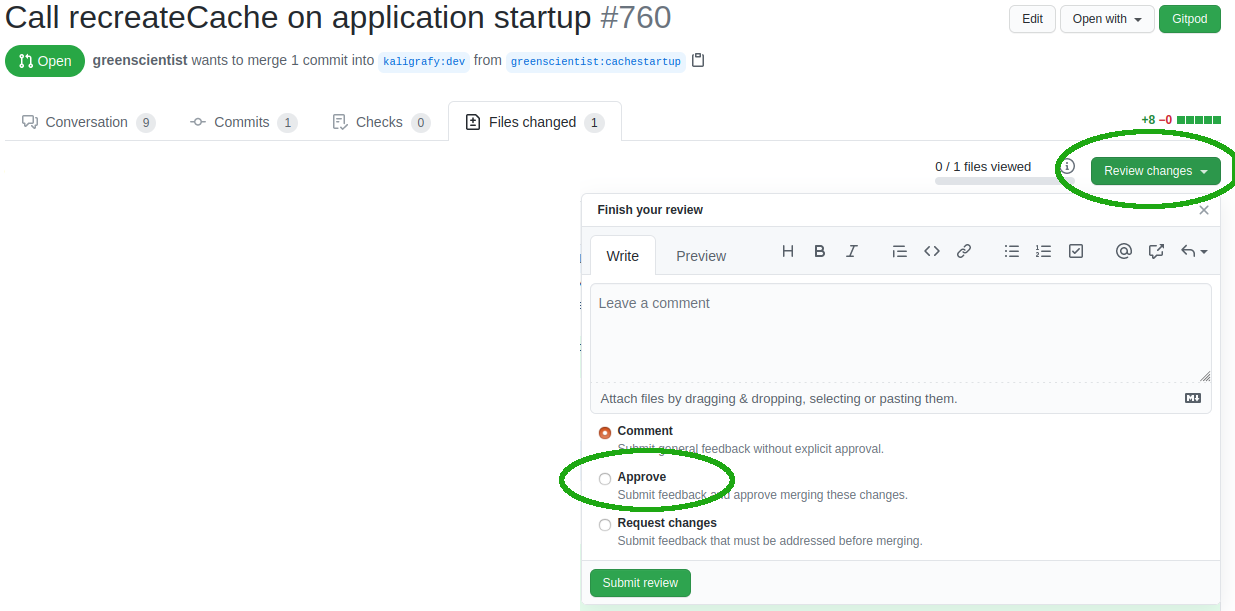 Call recreateCache on application startup #760
Edit
Open with
Gitpod
Open
greenscientist wants to merge 1 commit into kaligrafy:dev from greenscientist:cachestartup
Conversation 9
Commits 1
Checks 0
Files changed 1
+8 −0
0 / 1 files viewed
Review changes
Finish your review
Write
Preview
Leave a comment
Attach files by dragging & dropping, selecting or pasting them.
Comment
Submit general feedback without explicit approval.
Approve
Submit feedback and approve merging these changes.
Request changes
Submit feedback that must be addressed before merging.
Submit review